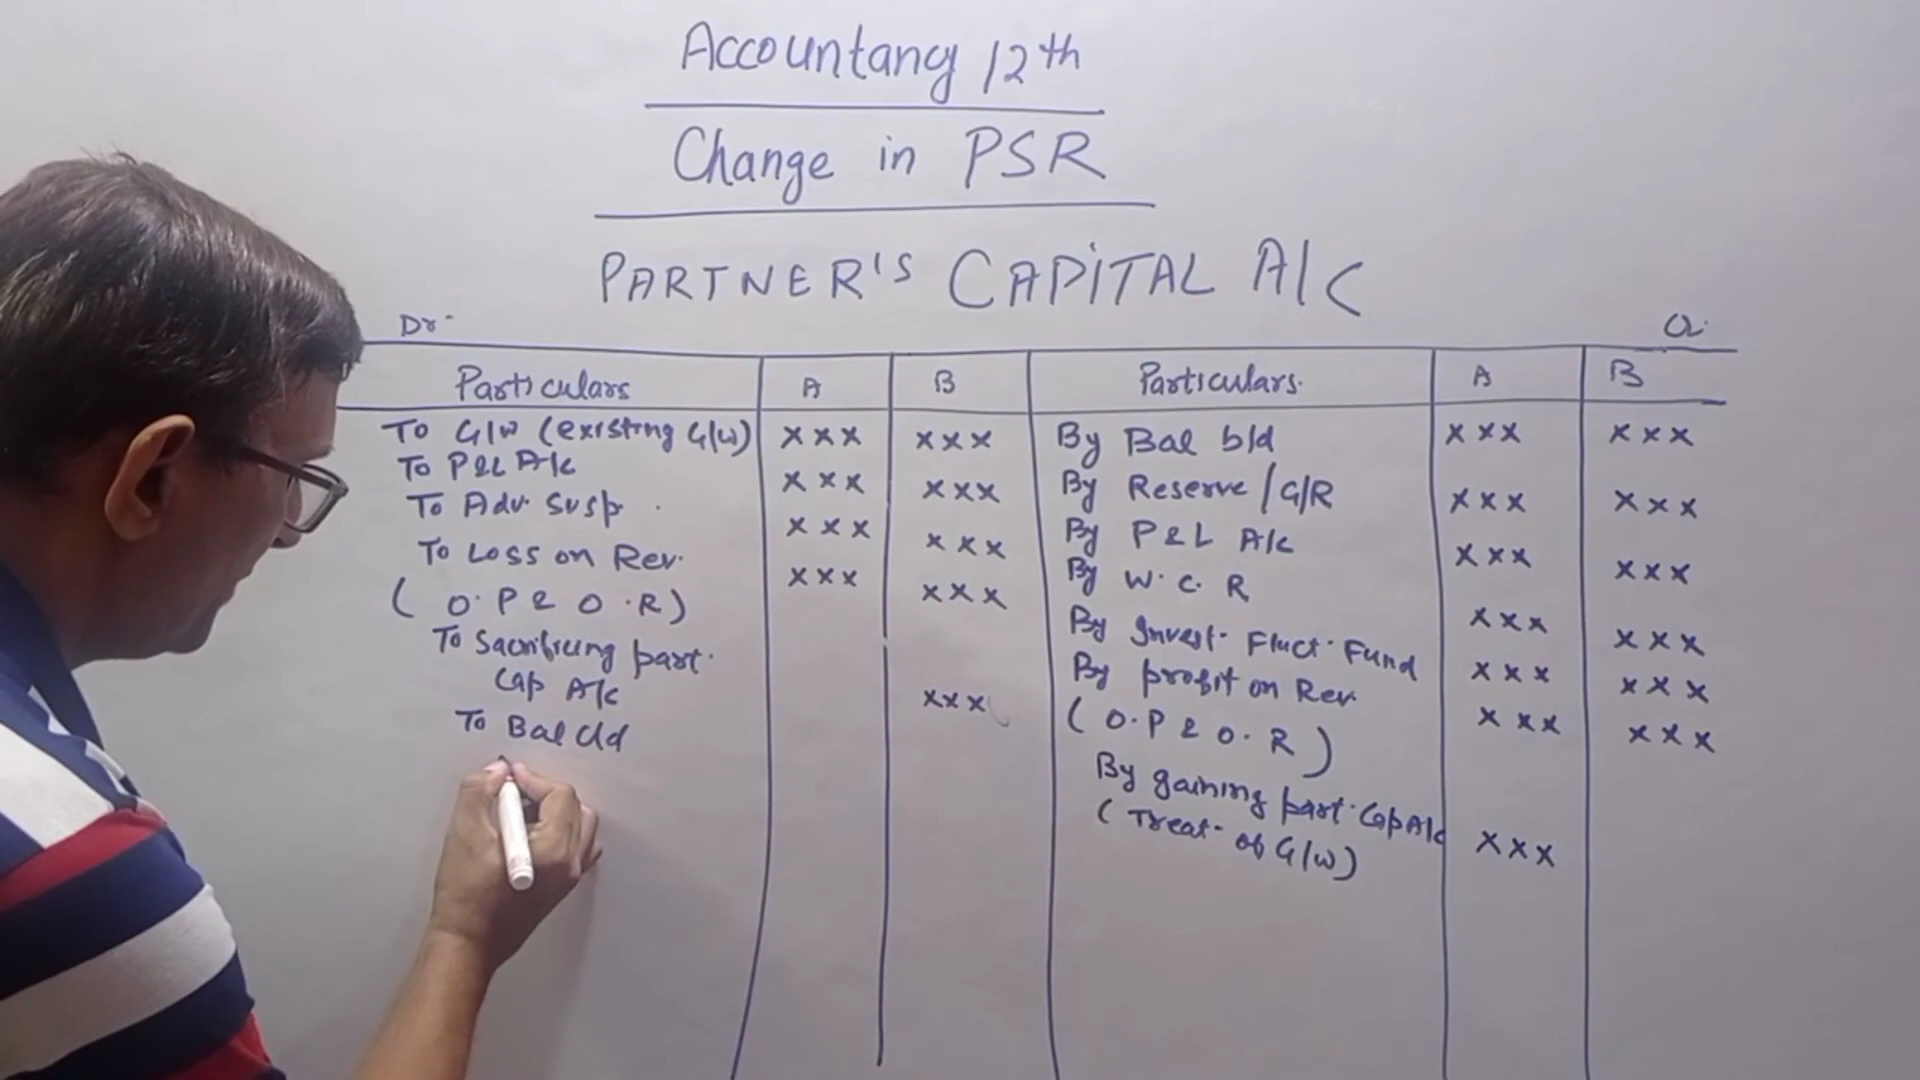 Accountancy 12th
Change in PSR
PARTNER'S CAPITAL A/C
Dr. Cr.
Particulars A B Particulars. A B
To G/W (existing G/W) xxx xxx By Bal b/d xxx xxx
To P&L A/c xxx xxx By Reserve / G/R xxx xxx
To Adv. Susp. xxx xxx By P&L A/c xxx xxx
To Loss on Rev. xxx xxx By W.C.R xxx xxx
(O.P & O.R) By Invest. Fluct. Fund xxx xxx
To Sacrificing part. By profit on Rev. xxx xxx
Cap A/c xxx (O.P & O.R)
To Bal c/d By gaining part. Cap A/c
(Treat. of G/W) xxx